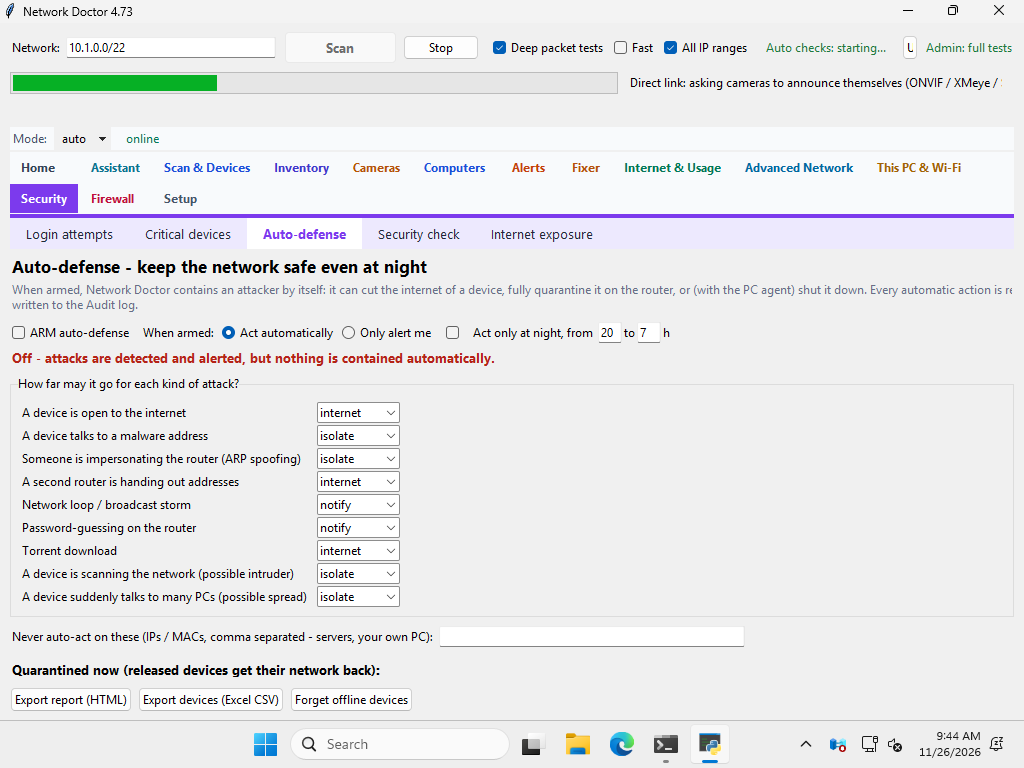 Network Doctor 4.73
Network: 10.1.0.0/22 Scan Stop Deep packet tests Fast All IP ranges Auto checks: starting... U Admin: full tests
Direct link: asking cameras to announce themselves (ONVIF / XMeye /
Mode: auto online
Home Assistant Scan & Devices Inventory Cameras Computers Alerts Fixer Internet & Usage Advanced Network This PC & Wi-Fi
Security Firewall Setup
Login attempts Critical devices Auto-defense Security check Internet exposure
Auto-defense - keep the network safe even at night
When armed, Network Doctor contains an attacker by itself: it can cut the internet of a device, fully quarantine it on the router, or (with the PC agent) shut it down. Every automatic action is re
written to the Audit log.
ARM auto-defense When armed: Act automatically Only alert me Act only at night, from 20 to 7 h
Off - attacks are detected and alerted, but nothing is contained automatically.
How far may it go for each kind of attack?
A device is open to the internet internet
A device talks to a malware address isolate
Someone is impersonating the router (ARP spoofing) isolate
A second router is handing out addresses internet
Network loop / broadcast storm notify
Password-guessing on the router notify
Torrent download internet
A device is scanning the network (possible intruder) isolate
A device suddenly talks to many PCs (possible spread) isolate
Never auto-act on these (IPs / MACs, comma separated - servers, your own PC):
Quarantined now (released devices get their network back):
Export report (HTML) Export devices (Excel CSV) Forget offline devices
Search
9:44 AM
11/26/2026